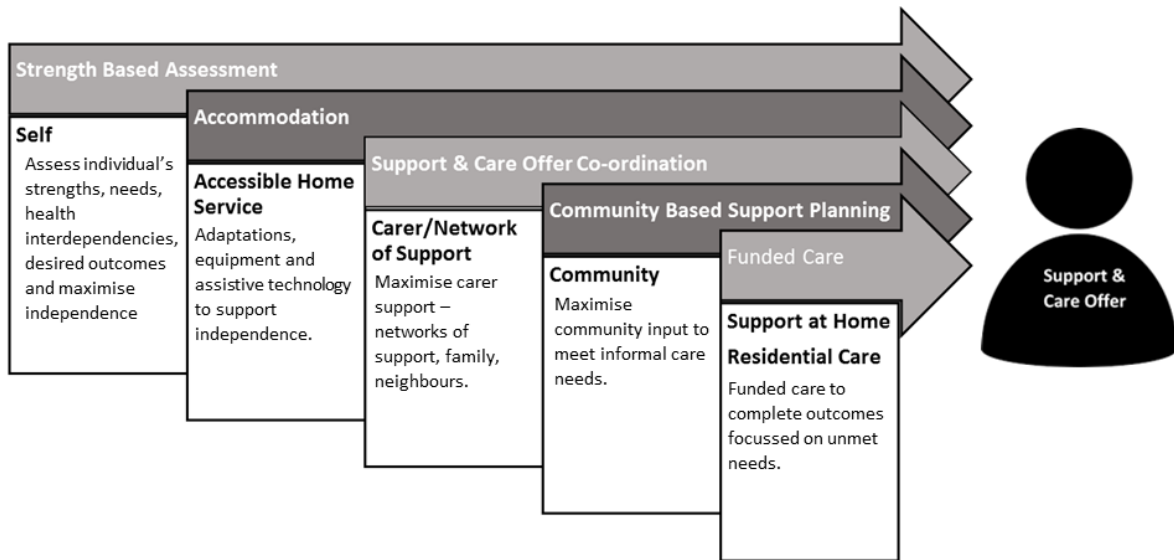 Strength Based Assessment
Self
Assess individual's
strengths, needs,
health
interdependencies,
desired outcomes
and maximise
independence
Accommodation
Accessible Home
Service
Adaptations,
equipment and
assistive technology
to support
independence.
Support & Care Offer Co-ordination
Carer/Network
of Support
Maximise carer
support –
networks of
support, family,
neighbours.
Community Based Support Planning
Community
Maximise
community input to
meet informal care
needs.
Funded Care
Support at Home
Residential Care
Funded care to
complete outcomes
focussed on unmet
needs.
Support &
Care Offer